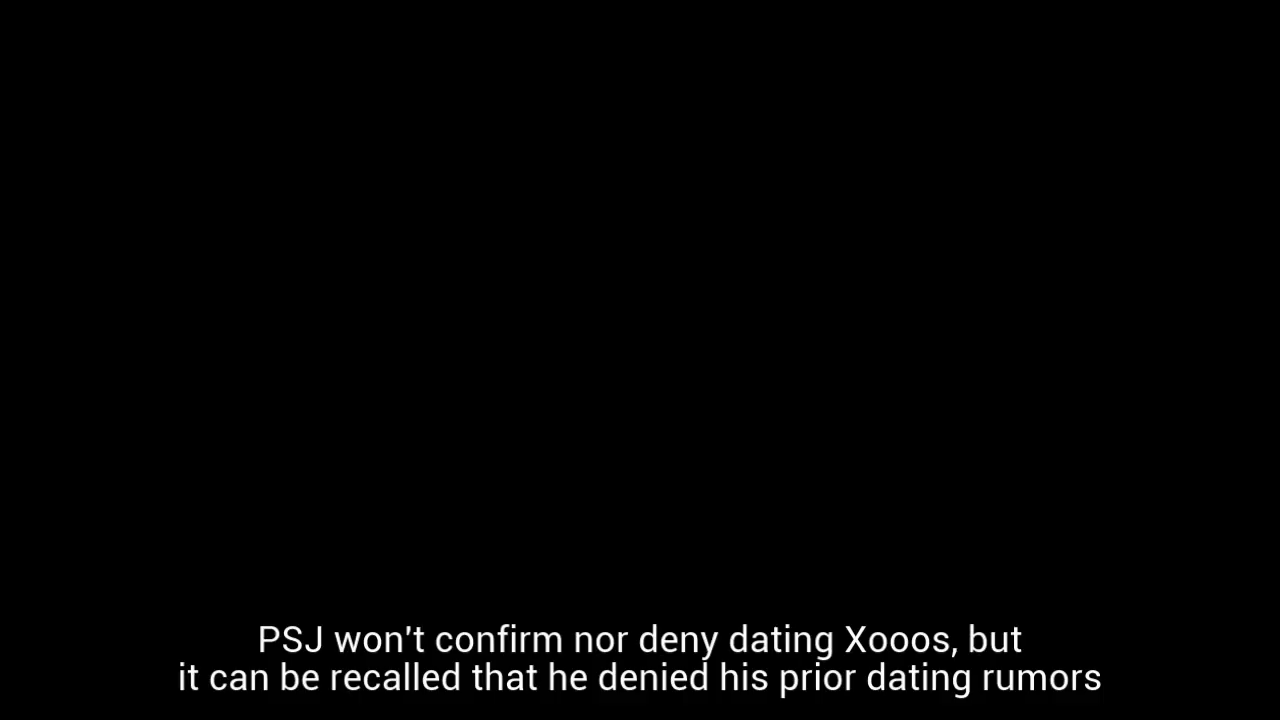 PSJ won't confirm nor deny dating Xooos, but
it can be recalled that he denied his prior dating rumors